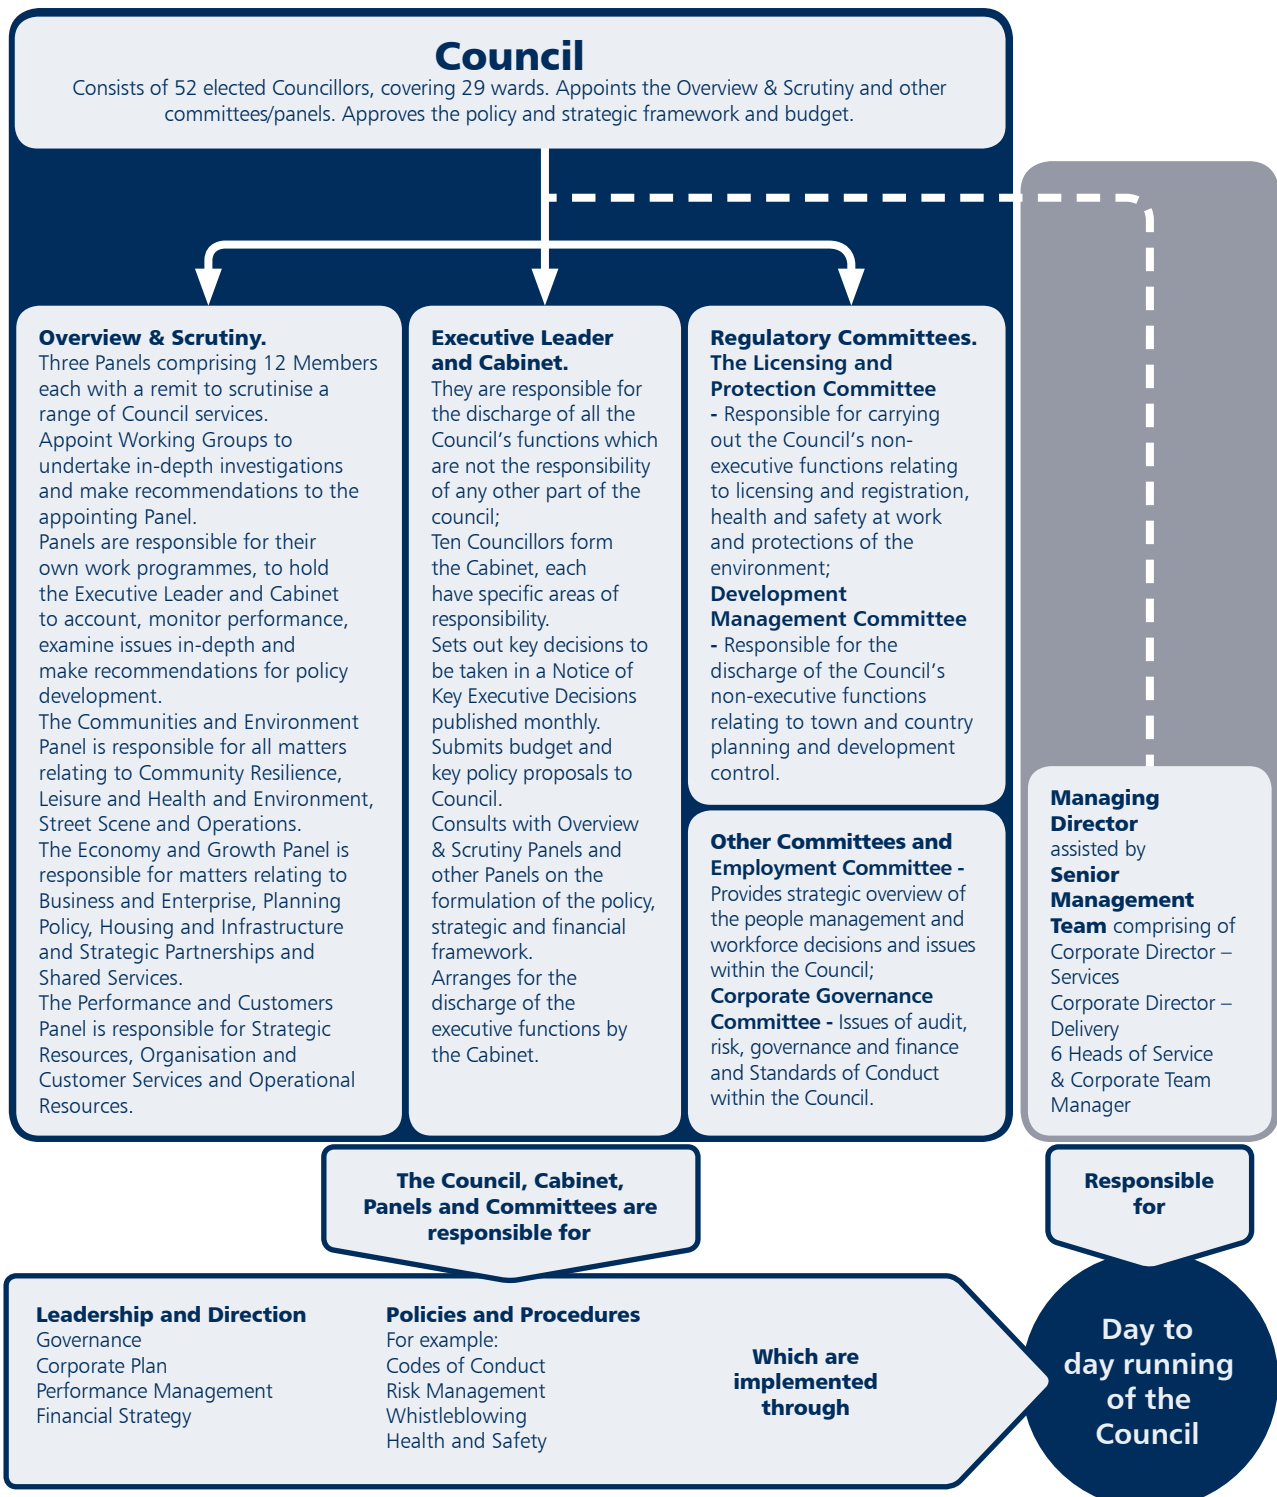 Council
Consists of 52 elected Councillors, covering 29 wards. Appoints the Overview & Scrutiny and other
committees/panels. Approves the policy and strategic framework and budget.
Overview & Scrutiny.
Three Panels comprising 12 Members
each with a remit to scrutinise a
range of Council services.
Appoint Working Groups to
undertake in-depth investigations
and make recommendations to the
appointing Panel.
Panels are responsible for their
own work programmes, to hold
the Executive Leader and Cabinet
to account, monitor performance,
examine issues in-depth and
make recommendations for policy
development.
The Communities and Environment
Panel is responsible for all matters
relating to Community Resilience,
Leisure and Health and Environment,
Street Scene and Operations.
The Economy and Growth Panel is
responsible for matters relating to
Business and Enterprise, Planning
Policy, Housing and Infrastructure
and Strategic Partnerships and
Shared Services.
The Performance and Customers
Panel is responsible for Strategic
Resources, Organisation and
Customer Services and Operational
Resources.
Executive Leader
and Cabinet.
They are responsible for
the discharge of all the
Council's functions which
are not the responsibility
of any other part of the
council;
Ten Councillors form
the Cabinet, each
have specific areas of
responsibility.
Sets out key decisions to
be taken in a Notice of
Key Executive Decisions
published monthly.
Submits budget and
key policy proposals to
Council.
Consults with Overview
& Scrutiny Panels and
other Panels on the
formulation of the policy,
strategic and financial
framework.
Arranges for the
discharge of the
executive functions by
the Cabinet.
Regulatory Committees.
The Licensing and
Protection Committee
- Responsible for carrying
out the Council's non-
executive functions relating
to licensing and registration,
health and safety at work
and protections of the
environment;
Development
Management Committee
- Responsible for the
discharge of the Council's
non-executive functions
relating to town and country
planning and development
control.
Other Committees and
Employment Committee -
Provides strategic overview of
the people management and
workforce decisions and issues
within the Council;
Corporate Governance
Committee - Issues of audit,
risk, governance and finance
and Standards of Conduct
within the Council.
Managing
Director
assisted by
Senior
Management
Team comprising of
Corporate Director –
Services
Corporate Director –
Delivery
6 Heads of Service
& Corporate Team
Manager
The Council, Cabinet,
Panels and Committees are
responsible for
Responsible
for
Leadership and Direction
Governance
Corporate Plan
Performance Management
Financial Strategy
Policies and Procedures
For example:
Codes of Conduct
Risk Management
Whistleblowing
Health and Safety
Which are
implemented
through
Day to
day running
of the
Council